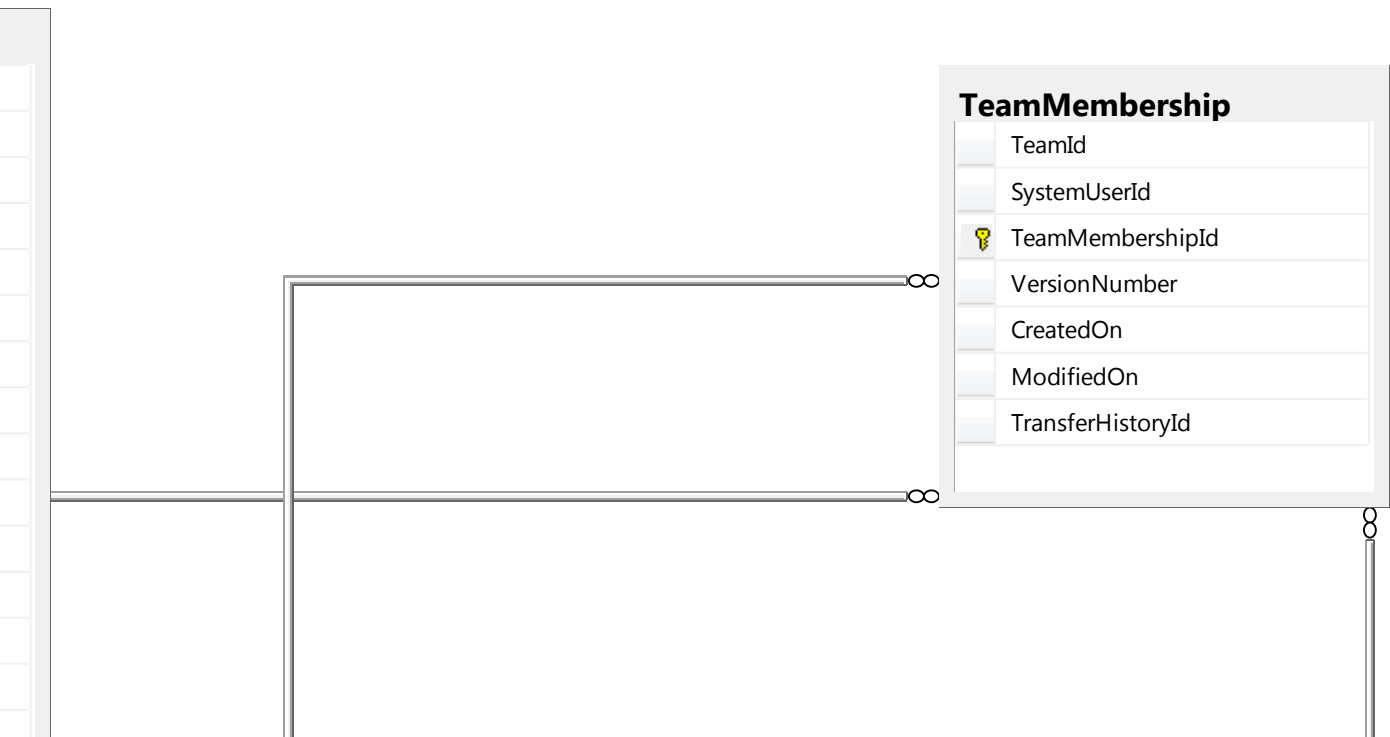 TeamMembership
TeamId
SystemUserId
TeamMembershipId
VersionNumber
CreatedOn
ModifiedOn
TransferHistoryId